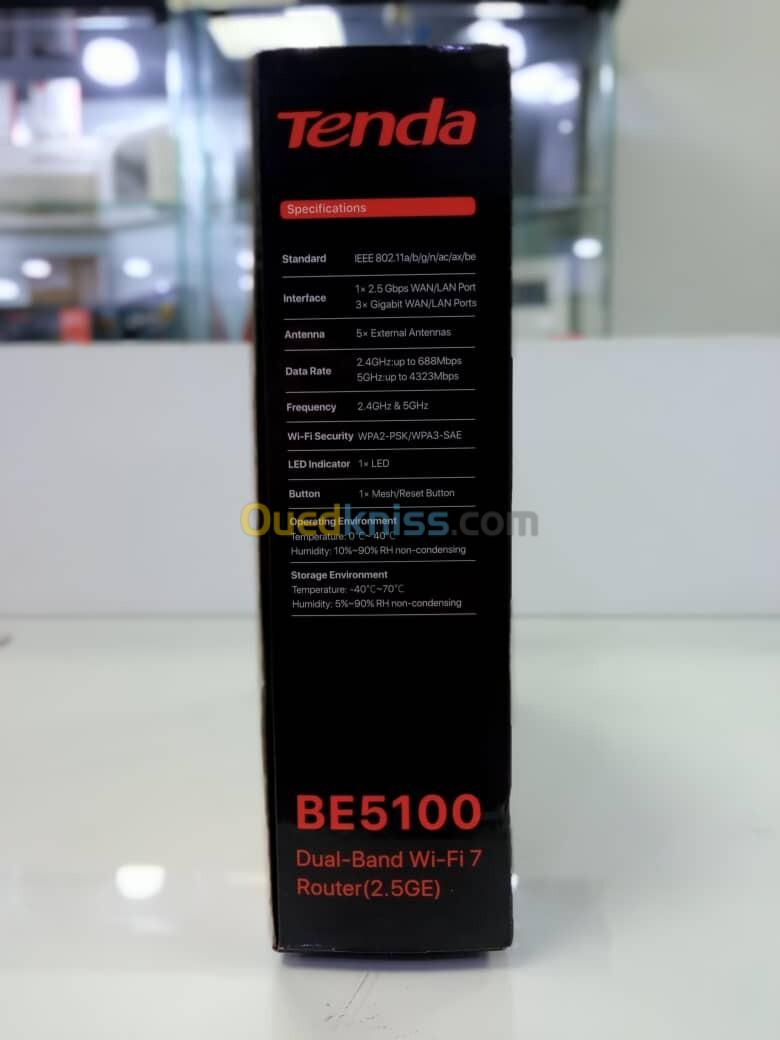 Tenda
Specifications
Standard IEEE 802.11a/b/g/n/ac/ax/be
Interface 1× 2.5 Gbps WAN/LAN Port
3× Gigabit WAN/LAN Ports
Antenna 5× External Antennas
Data Rate 2.4GHz:up to 688Mbps
5GHz:up to 4323Mbps
Frequency 2.4GHz & 5GHz
Wi-Fi Security WPA2-PSK/WPA3-SAE
LED Indicator 1× LED
Button 1× Mesh/Reset Button
Ouedkniss.com
Operating Environment
Temperature: 0℃~ 40℃
Humidity: 10%~90% RH non-condensing
Storage Environment
Temperature: -40℃~70℃
Humidity: 5%~90% RH non-condensing
BE5100
Dual-Band Wi-Fi 7
Router(2.5GE)